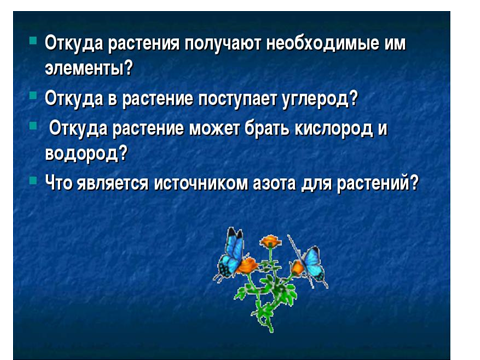 Откуда растения получают необходимые им
элементы?
Откуда в растение поступает углерод?
Откуда растение может брать кислород и
водород?
Что является источником азота для растений?